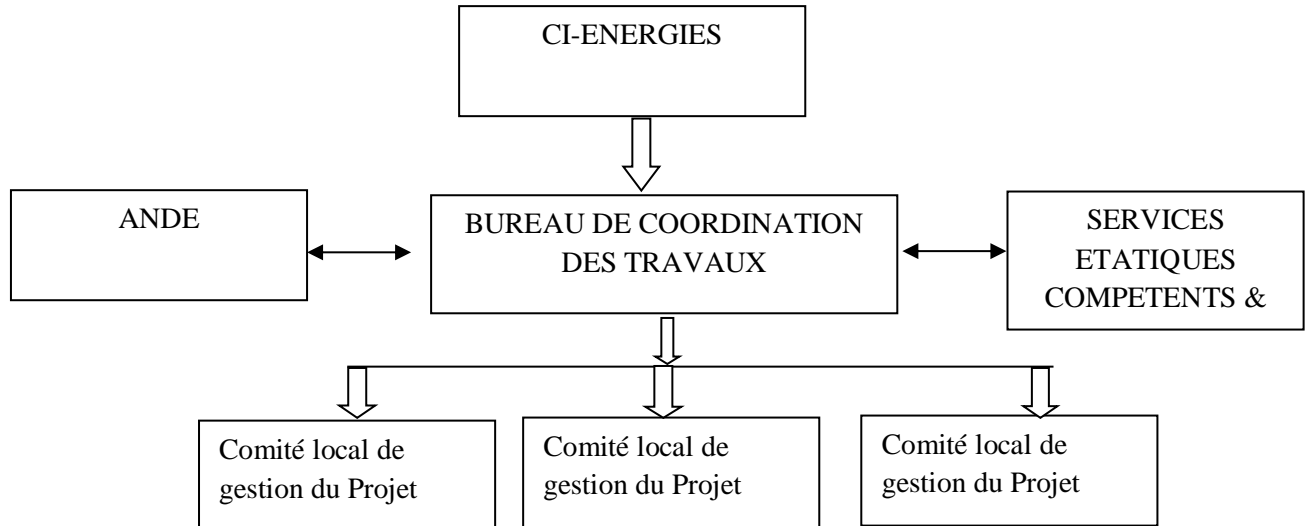 CI-ENERGIES
ANDE
BUREAU DE COORDINATION
DES TRAVAUX
SERVICES
ETATIQUES
COMPETENTS &
Comité local de
gestion du Projet
Comité local de
gestion du Projet
Comité local de
gestion du Projet